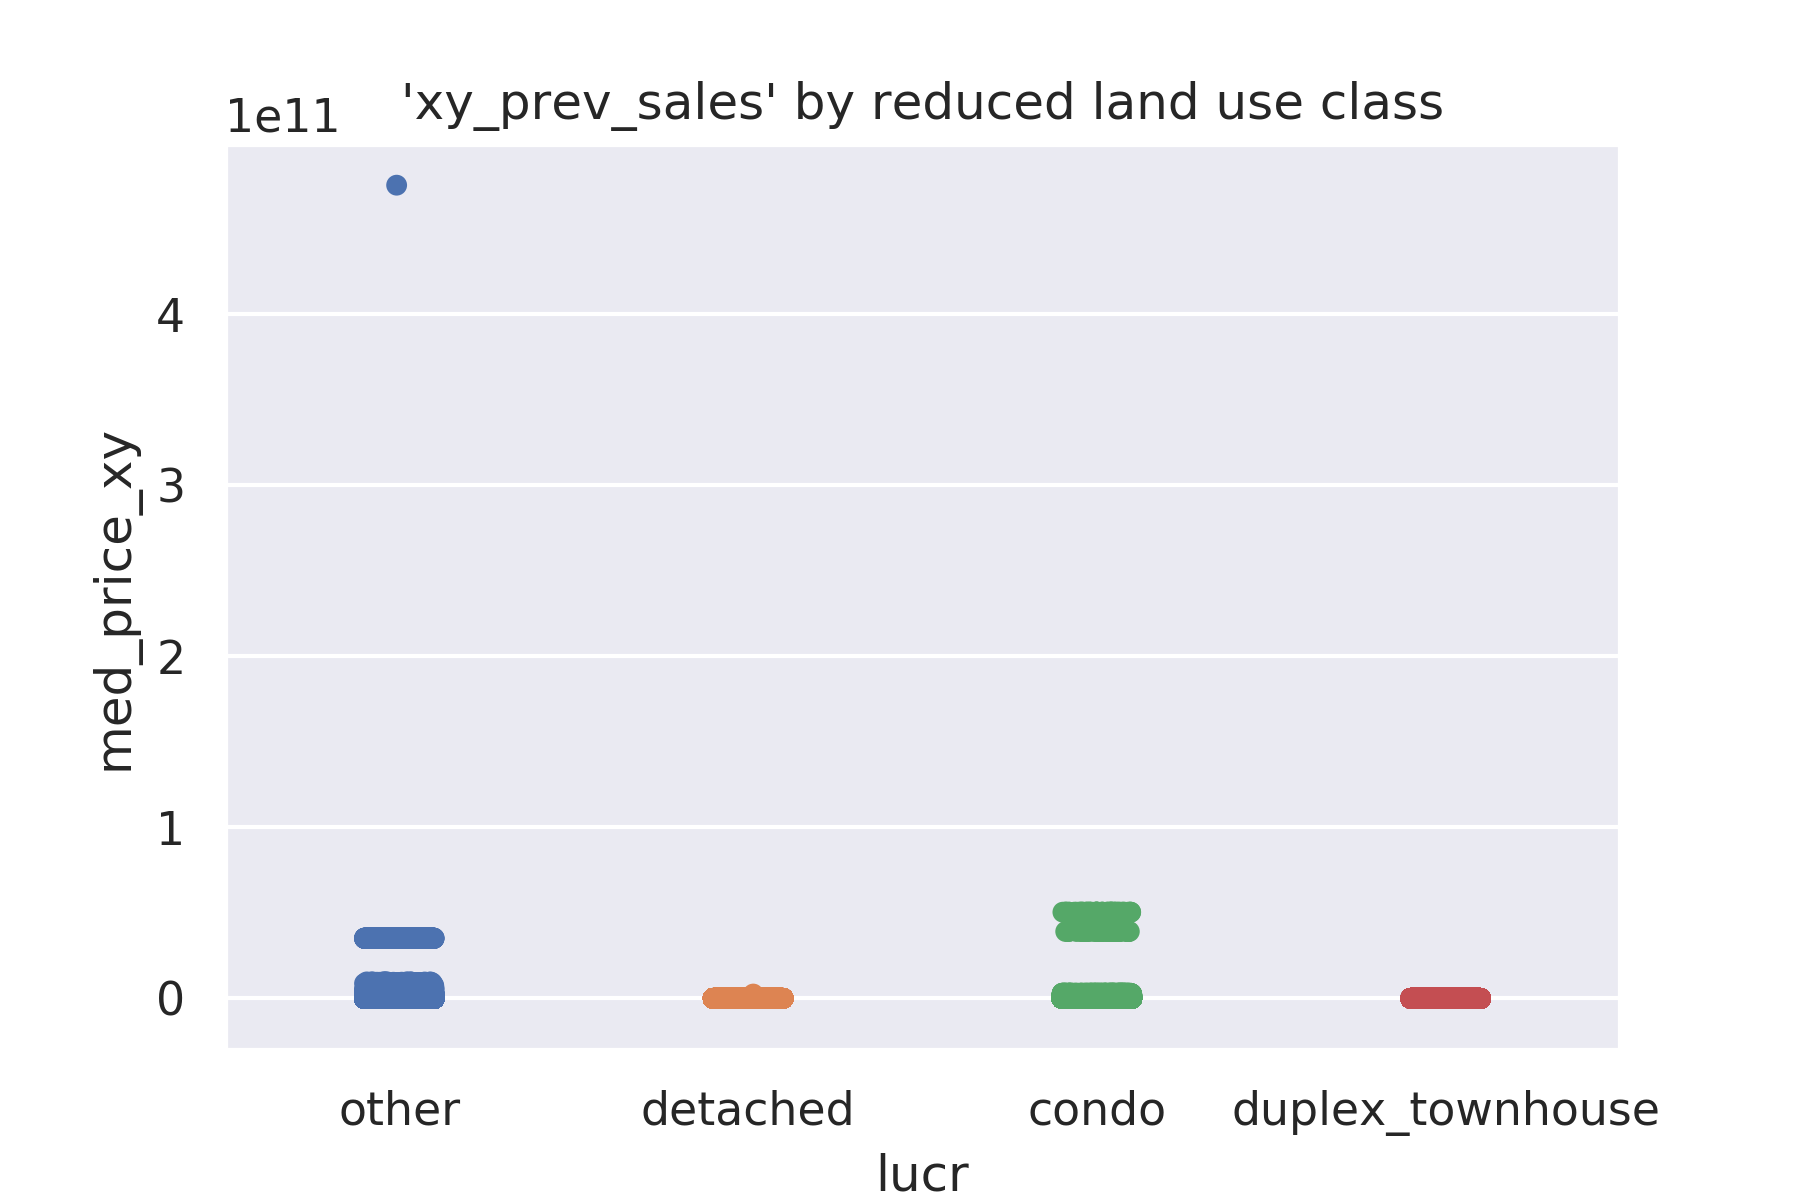 'xy_prev_sales' by reduced land use class
1e11
4
3
2
1
0
med_price_xy
other
detached
condo
duplex_townhouse
lucr